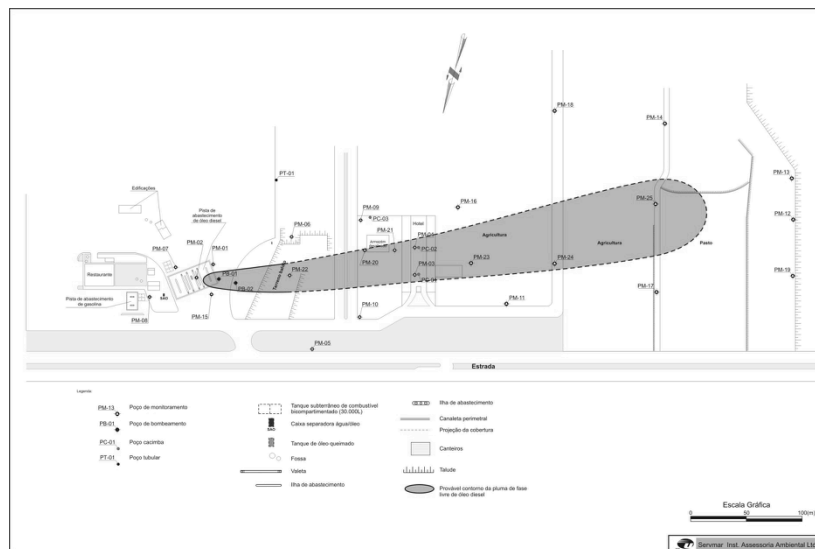 PM-18
PM-14
PM-13
PT-01
Edificações
PM-25
PM-09
PC-03
PM-16
Pista de
abastecimento
de óleo diesel
PM-06
Hotel
PM-12
PM-02
PM-07
PM-01
PM-21
Agricultura
Armazém
PC-02
Agricultura
Pasto
Restaurante
PB-01
PM-22
PM-20
PM-03
PM-23
PM-24
PM-19
Pista de abastecimento
de gasolina
SAO
PB-02
Terreno baldio
PM-17
PM-15
PM-11
PM-08
PM-10
PM-05
Estrada
Legenda
PM-13 Poço de monitoramento
PB-01 Poço de bombeamento
PC-01 Poço cacimba
PT-01 Poço tubular
Tanque subterrâneo de combustível
bicompartimentado (30.000L)
SAO Caixa separadora água/óleo
Tanque de óleo queimado
Fossa
Valeta
Ilha de abastecimento
Ilha de abastecimento
Canaleta perimetral
Projeção da cobertura
Canteiros
Talude
Provável contorno da pluma de fase
livre de óleo diesel
Escala Gráfica
0 50 100(m)
Servmar Inst. Assessoria Ambiental Ltd